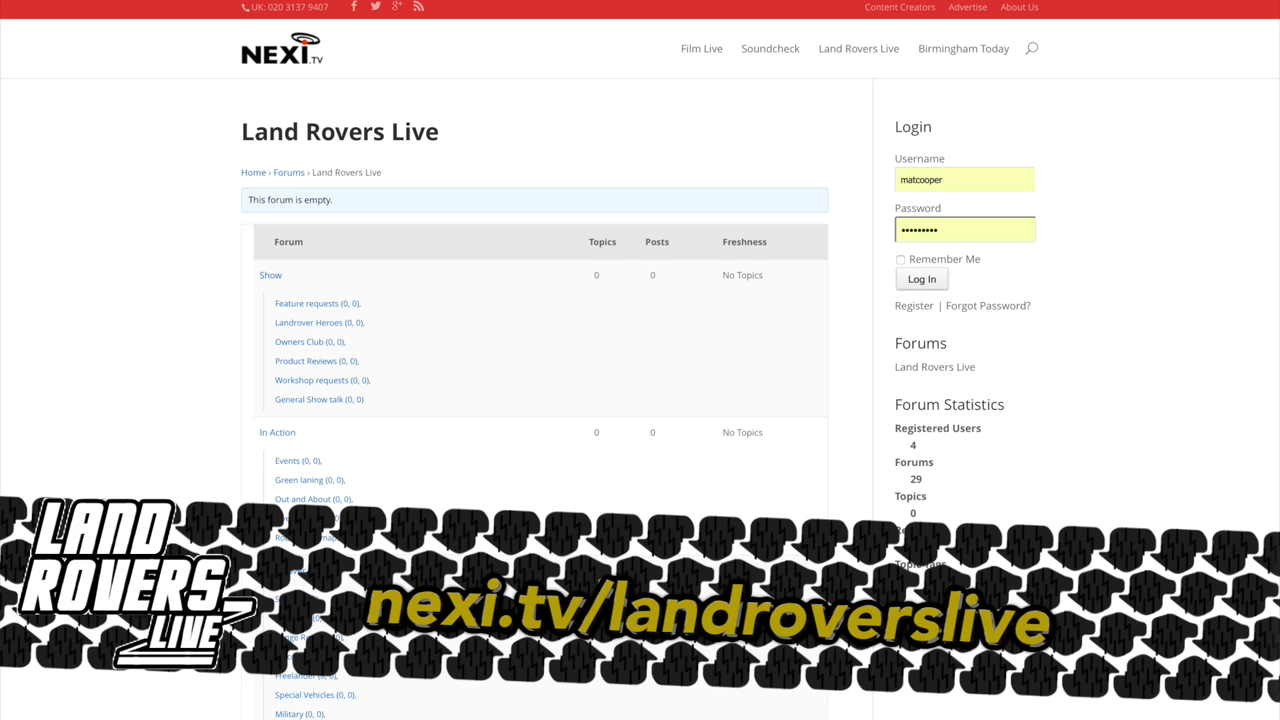 UK: 020 3137 9407
Content Creators
Advertise
About Us
NEXI.TV
Film Live
Soundcheck
Land Rovers Live
Birmingham Today
Land Rovers Live
Home › Forums › Land Rovers Live
This forum is empty.
Forum Topics Posts Freshness
Show 0 0 No Topics
Feature requests (0, 0),
Landrover Heroes (0, 0),
Owners Club (0, 0),
Product Reviews (0, 0),
Workshop requests (0, 0),
General Show talk (0, 0)
In Action 0 0 No Topics
Events (0, 0),
Green laning (0, 0),
Out and About (0, 0),
Freelander (0, 0),
Special Vehicles (0, 0),
Military (0, 0),
Login
Username
matcooper
Password
•••••••••
Remember Me
Log In
Register | Forgot Password?
Forums
Land Rovers Live
Forum Statistics
Registered Users
4
Forums
29
Topics
0
Topic Tags
LAND
ROVERS
LIVE
nexi.tv/landroverslive